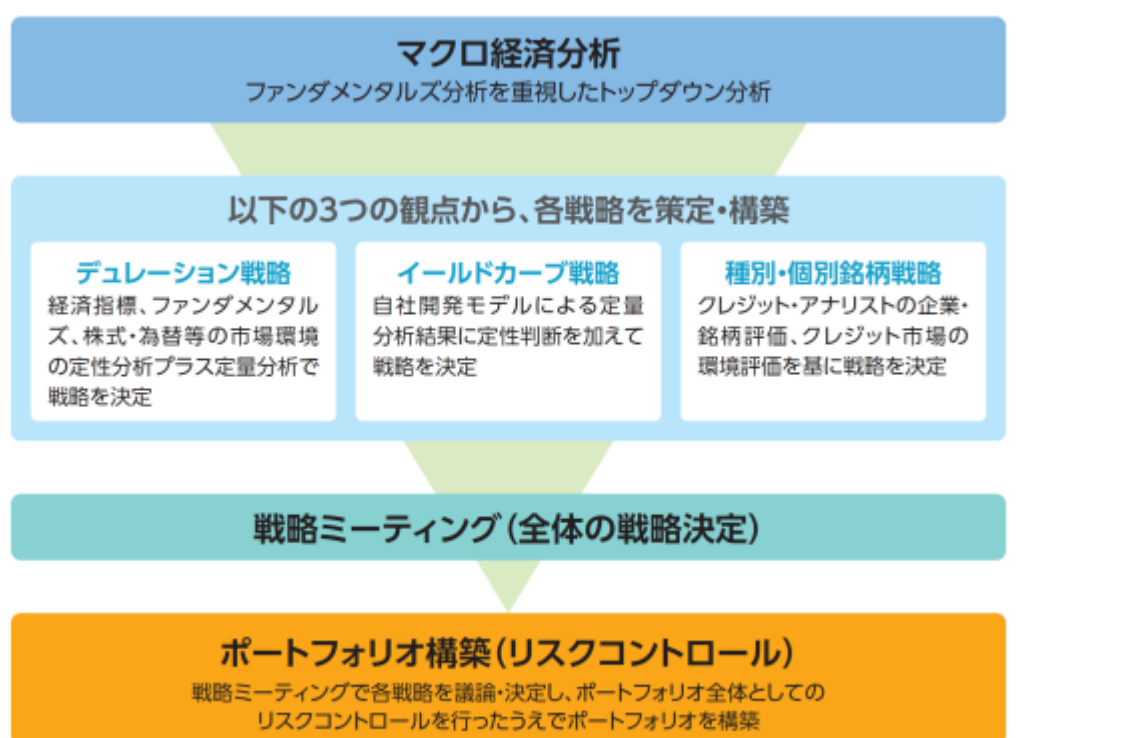 マクロ経済分析
ファンダメンタルズ分析を重視したトップダウン分析
以下の3つの観点から、各戦略を策定・構築
デュレーション戦略
経済指標、ファンダメンタル
ズ、株式・為替等の市場環境
の定性分析プラス定量分析で
戦略を決定
イールドカーブ戦略
自社開発モデルによる定量
分析結果に定性判断を加えて
戦略を決定
種別・個別銘柄戦略
クレジット・アナリストの企業・
銘柄評価、クレジット市場の
環境評価を基に戦略を決定
戦略ミーティング(全体の戦略決定)
ポートフォリオ構築(リスクコントロール)
戦略ミーティングで各戦略を議論・決定し、ポートフォリオ全体としての
リスクコントロールを行ったうえでポートフォリオを構築